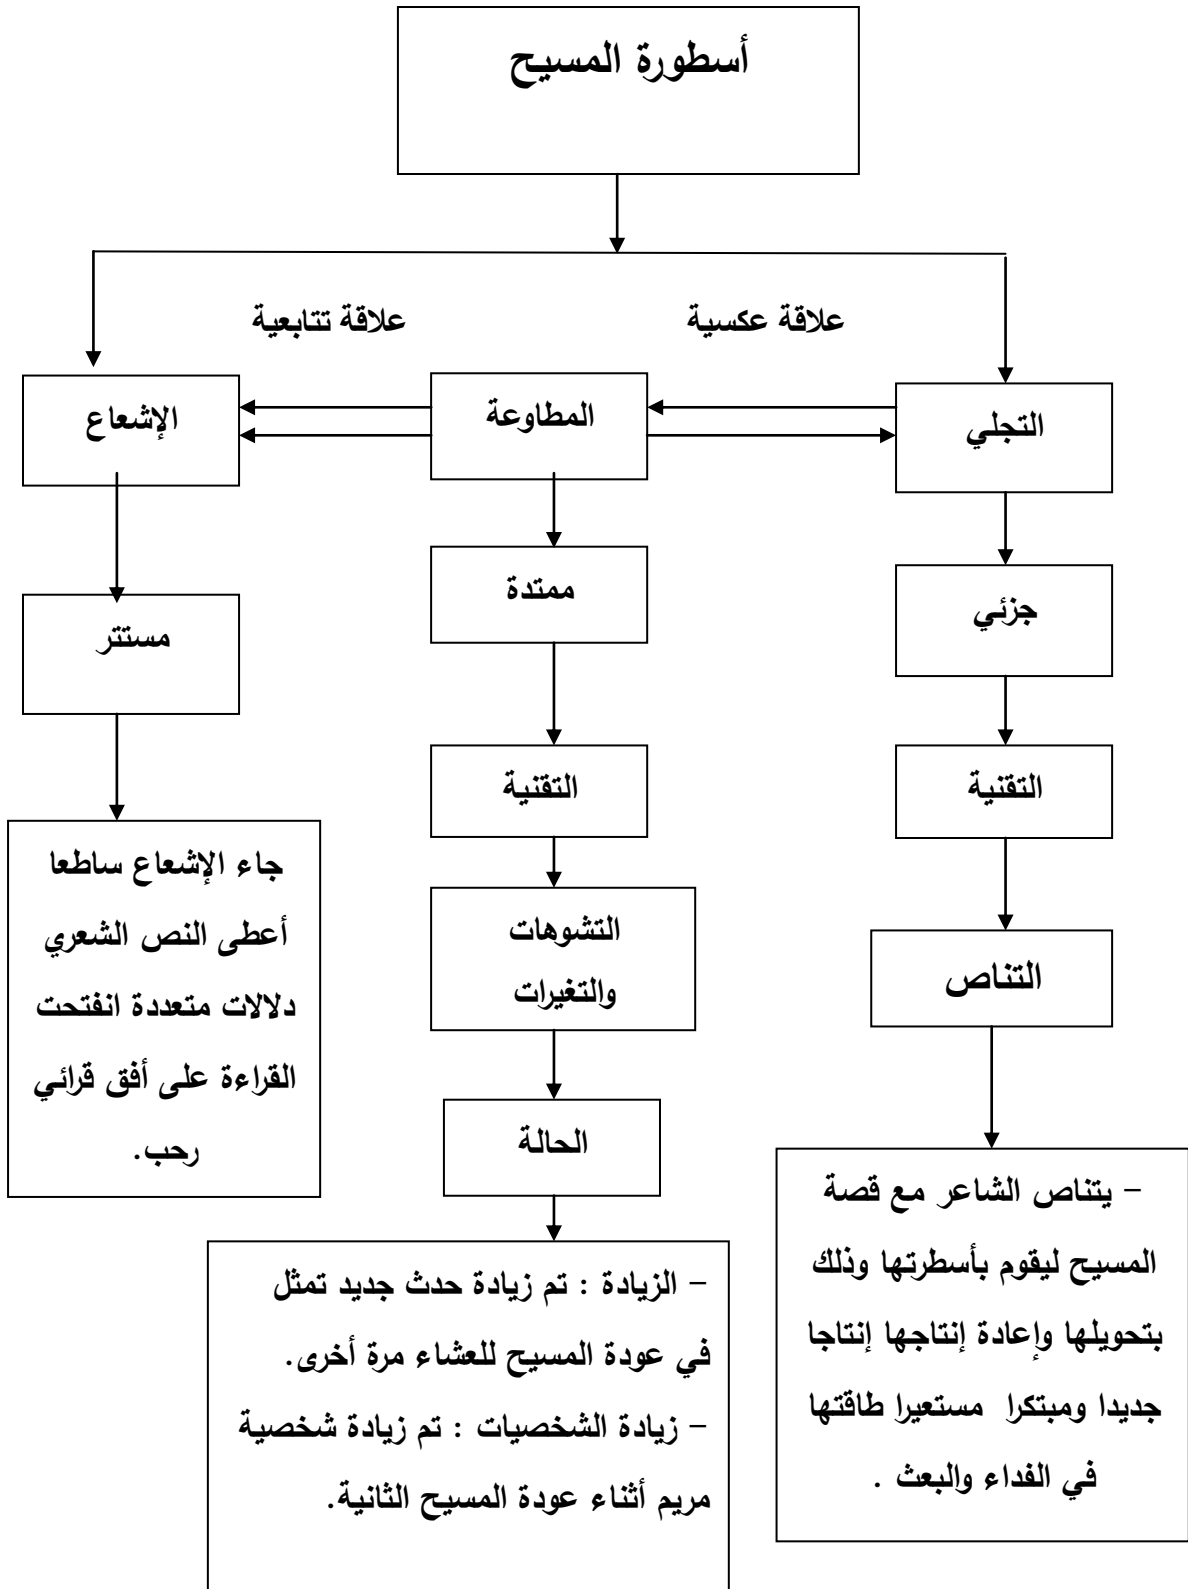 أسطورة المسيح
علاقة عكسية
علاقة تتابعية
التجلي
المطاوعة
الإشعاع
جزئي
ممتدة
مستتر
التقنية
التقنية
التناص
التشوهات
والتغيرات
الحالة
– يتناص الشاعر مع قصة
المسيح ليقوم بأسطرتها وذلك
بتحويلها وإعادة إنتاجها إنتاجا
جديدا ومبتكرا مستعيرا طاقتها
في الفداء والبعث .
– الزيادة : تم زيادة حدث جديد تمثل
في عودة المسيح للعشاء مرة أخرى.
– زيادة الشخصيات : تم زيادة شخصية
مريم أثناء عودة المسيح الثانية.
جاء الإشعاع ساطعا
أعطى النص الشعري
دلالات متعددة انفتحت
القراءة على أفق قرائي
رحب.